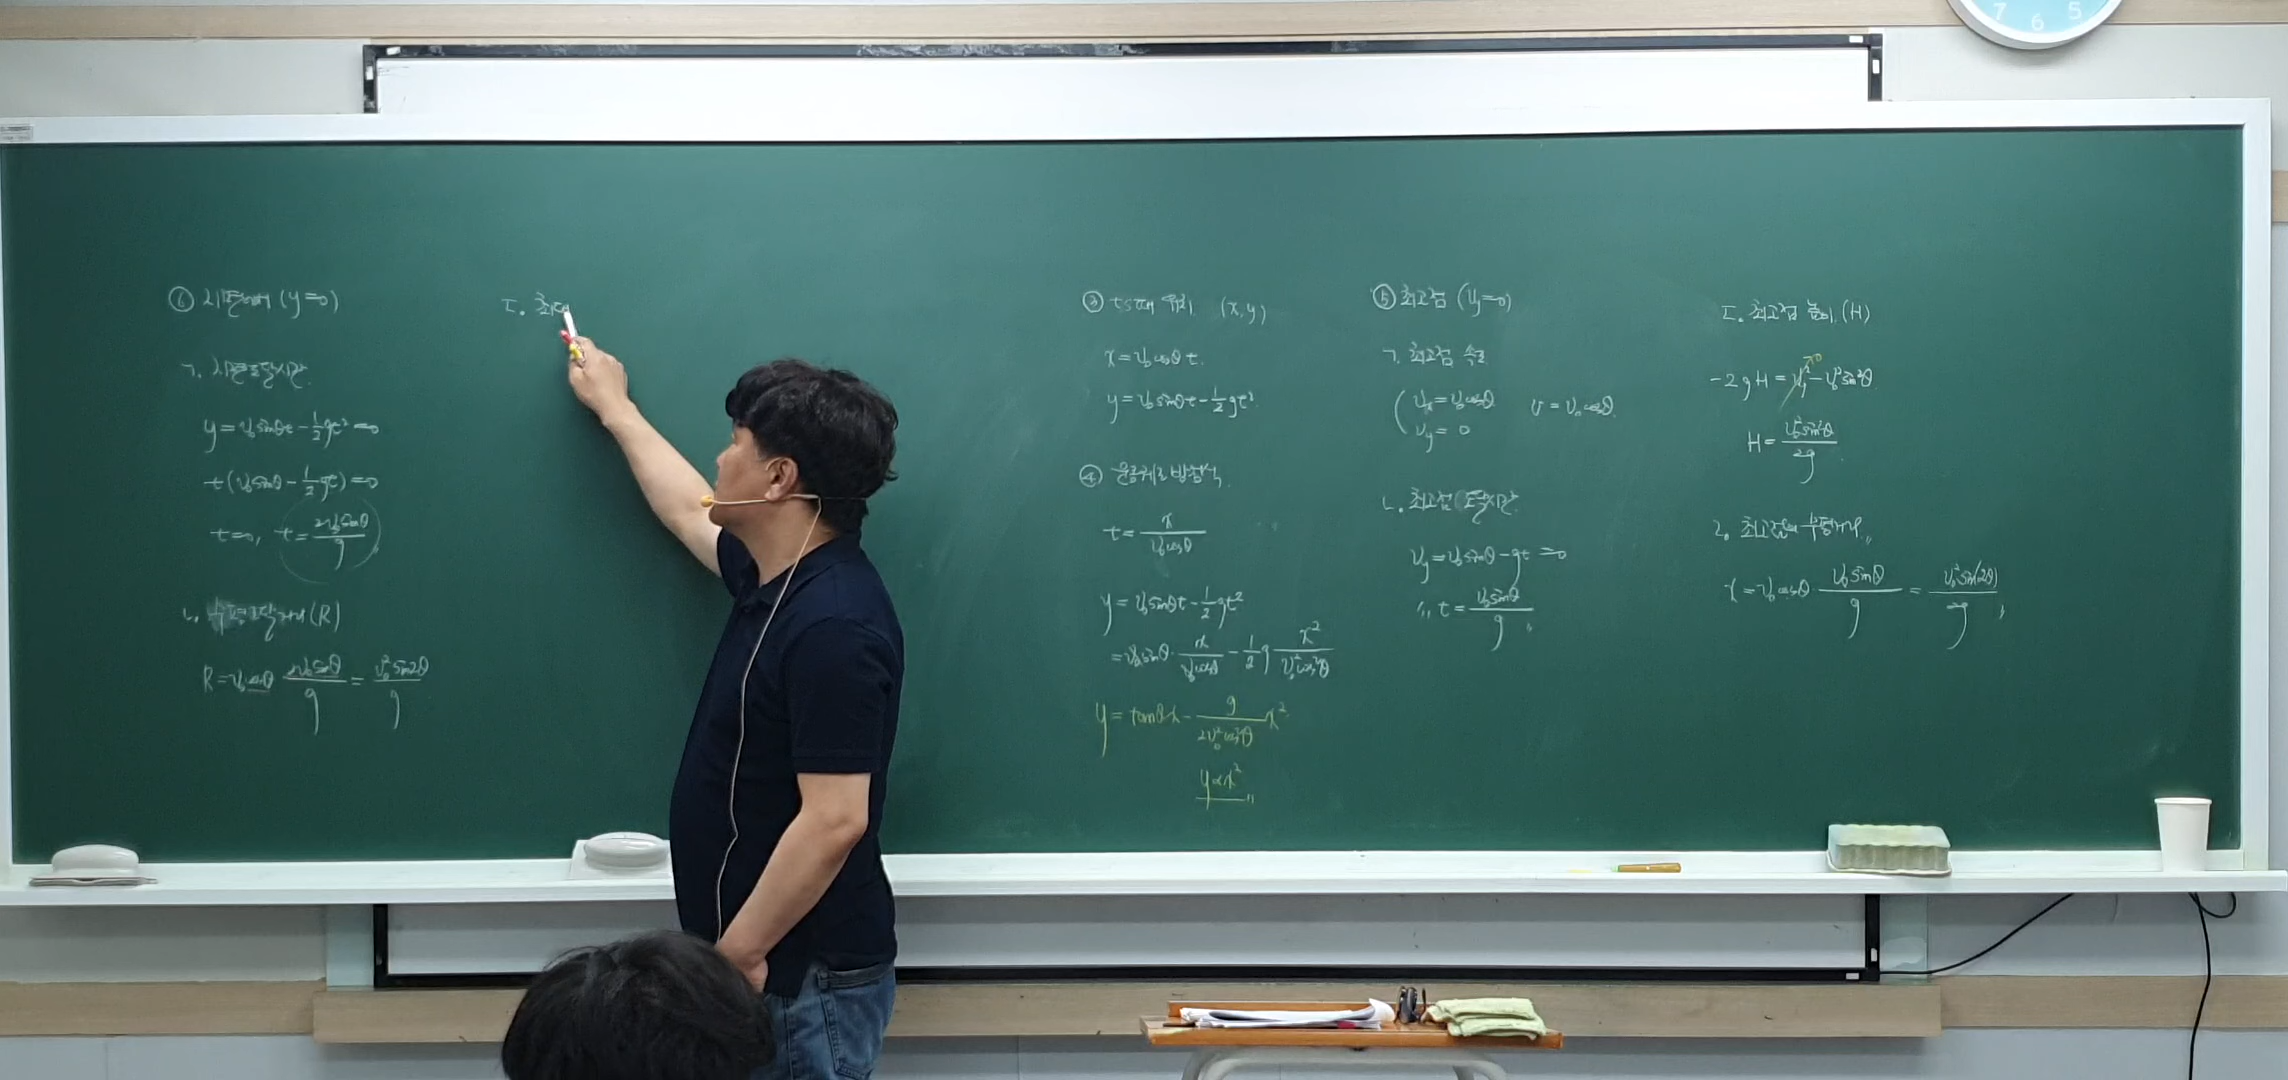 ⑥ 지면에서 (y=0)
ㄱ. 지면도달시간
y=v₀sinθt-½gt²=0
t(v₀sinθ-½gt)=0
t=0, t=2v₀sinθ/g
ㄴ. 수평도달거리 (R)
R=v₀cosθ 2v₀sinθ/g = v₀²sin2θ/g
ㄷ. 최대
③ t초때 위치 (x,y)
x=v₀cosθt.
y=v₀sinθt-½gt²
④ 운동궤도 방정식
t=x/v₀cosθ
y=v₀sinθt-½gt²
=v₀sinθ·x/v₀cosθ-½g x²/v₀²cos²θ
y=tanθx-g/2v₀²cos²θ x²
y∝x²
⑤ 최고점 (vy=0)
ㄱ. 최고점 속도
vx=v₀cosθ v=v₀cosθ
vy=0
ㄴ. 최고점 도달시간
vy=v₀sinθ-gt=0
t=v₀sinθ/g
ㄷ. 최고점 높이 (H)
-2gH=vy²-v₀²sin²θ
0
H=v₀²sin²θ/2g
ㄹ. 최고점 수평거리
x=v₀cosθ·v₀sinθ/g = v₀²sin(2θ)/2g
7 6 5